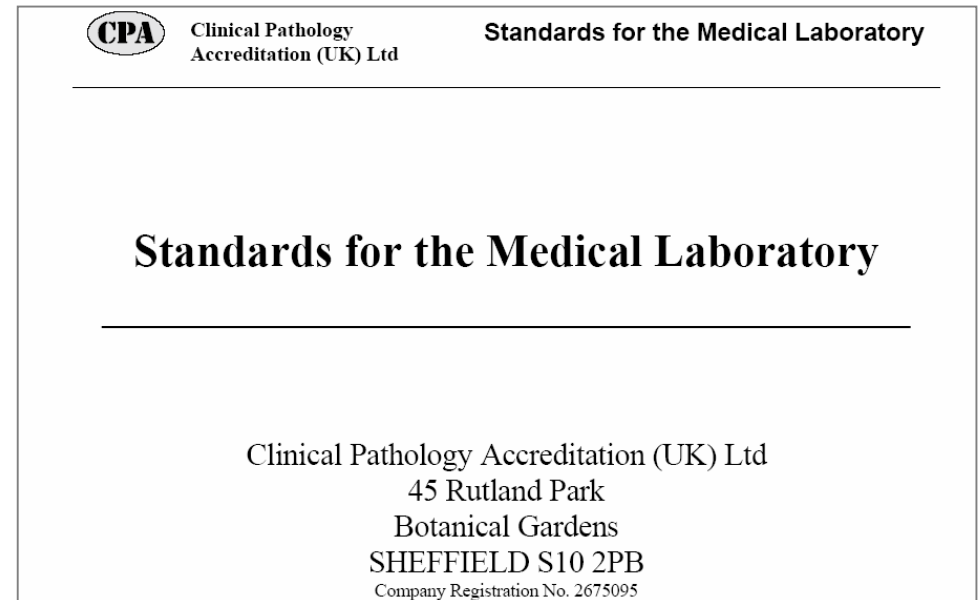 CPA
Clinical Pathology
Accreditation (UK) Ltd
Standards for the Medical Laboratory
Standards for the Medical Laboratory
Clinical Pathology Accreditation (UK) Ltd
45 Rutland Park
Botanical Gardens
SHEFFIELD S10 2PB
Company Registration No. 2675095